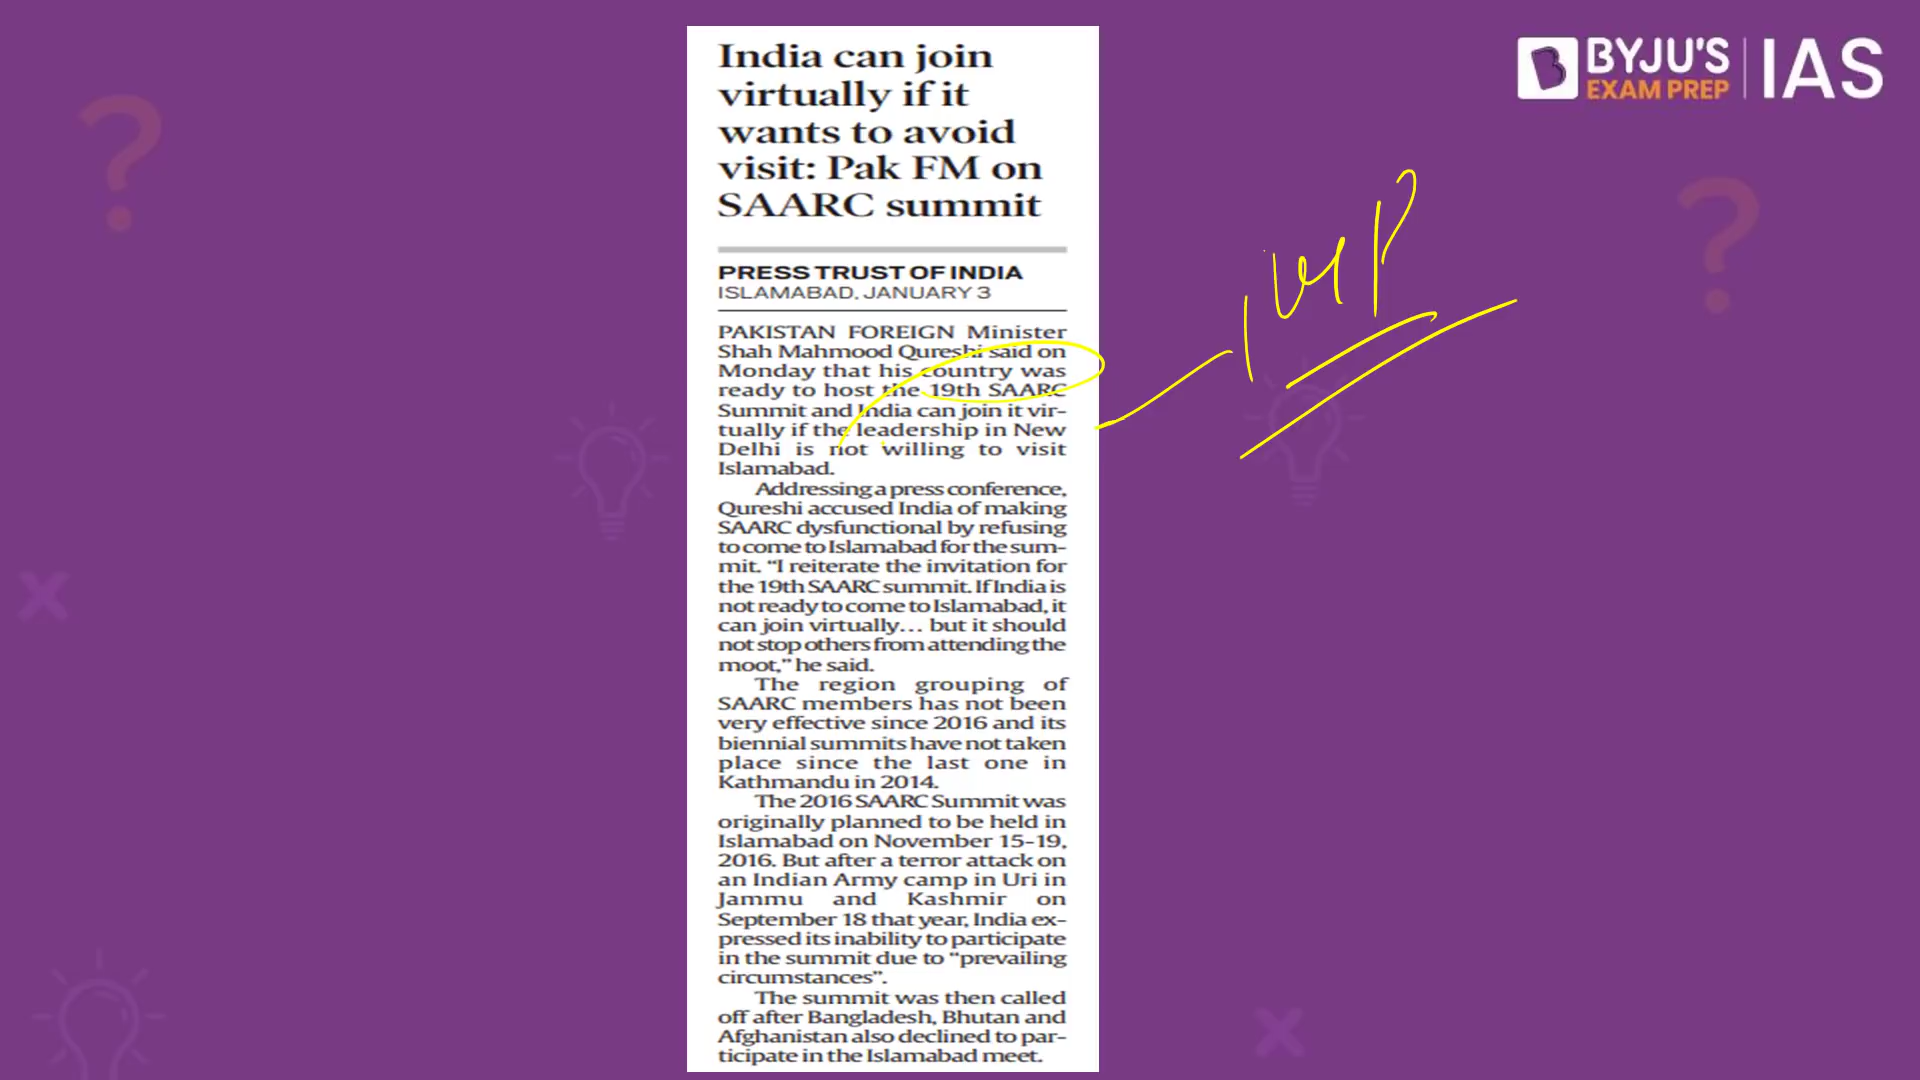 India can join
virtually if it
wants to avoid
visit: Pak FM on
SAARC summit
PRESS TRUST OF INDIA
ISLAMABAD, JANUARY 3
PAKISTAN FOREIGN Minister
Shah Mahmood Qureshi said on
Monday that his country was
ready to host the 19th SAARC
Summit and India can join it vir-
tually if the leadership in New
Delhi is not willing to visit
Islamabad.
Addressing a press conference,
Qureshi accused India of making
SAARC dysfunctional by refusing
to come to Islamabad for the sum-
mit. “I reiterate the invitation for
the 19th SAARC summit. If India is
not ready to come to Islamabad, it
can join virtually... but it should
not stop others from attending the
moot,” he said.
The region grouping of
SAARC members has not been
very effective since 2016 and its
biennial summits have not taken
place since the last one in
Kathmandu in 2014.
The 2016 SAARC Summit was
originally planned to be held in
Islamabad on November 15-19,
2016. But after a terror attack on
an Indian Army camp in Uri in
Jammu and Kashmir on
September 18 that year, India ex-
pressed its inability to participate
in the summit due to “prevailing
circumstances”.
The summit was then called
off after Bangladesh, Bhutan and
Afghanistan also declined to par-
ticipate in the Islamabad meet.
IMP
BYJU'S
EXAM PREP
IAS